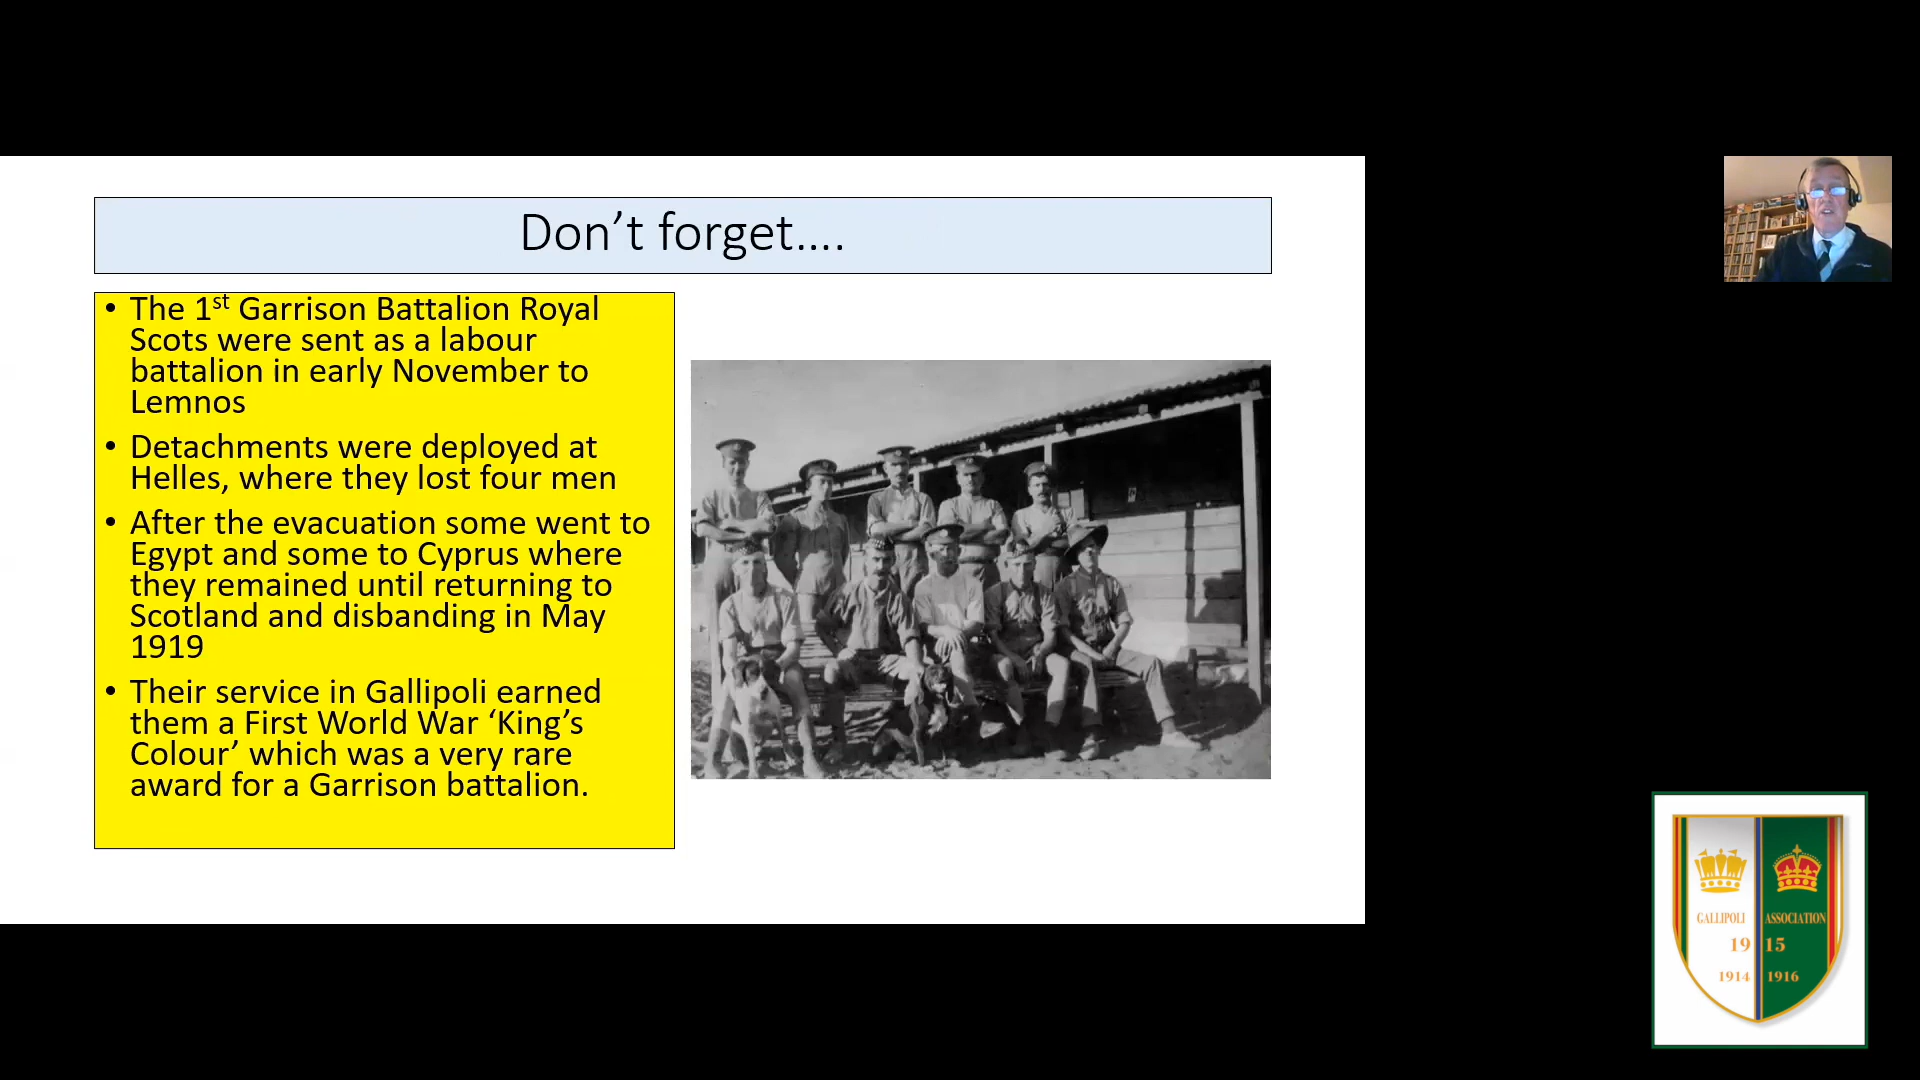 Don’t forget….
• The 1st Garrison Battalion Royal
Scots were sent as a labour
battalion in early November to
Lemnos
• Detachments were deployed at
Helles, where they lost four men
• After the evacuation some went to
Egypt and some to Cyprus where
they remained until returning to
Scotland and disbanding in May
1919
• Their service in Gallipoli earned
them a First World War ‘King’s
Colour’ which was a very rare
award for a Garrison battalion.
GALLIPOLI ASSOCIATION
19 15
1914 1916